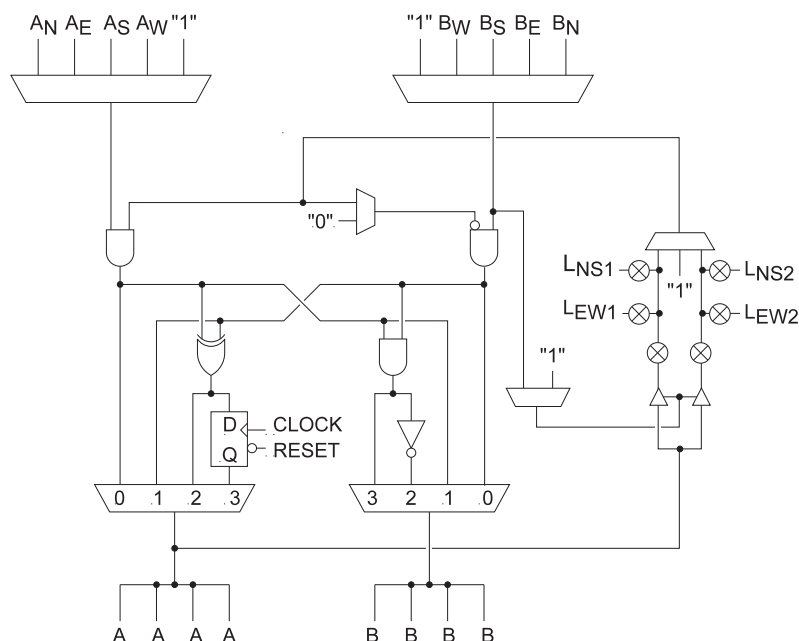 AN AE AS AW "1"
"1" BW BS BE BN
"0"
LNS1 "1" LNS2
LEW1 LEW2
"1"
D CLOCK
Q RESET
0 1 2 3
3 2 1 0
A A A A
B B B B